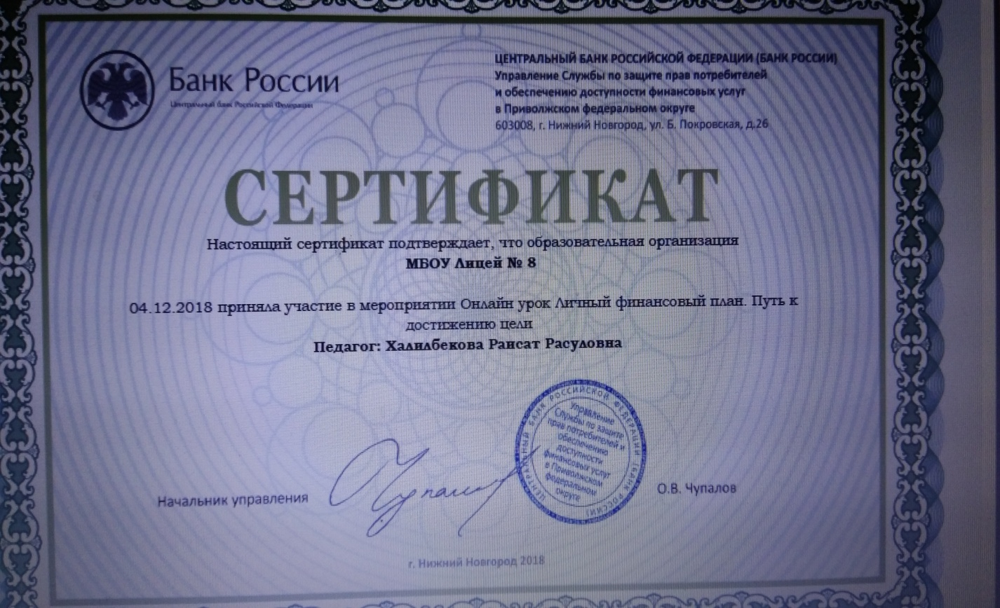 Банк России
Центральный банк Российской Федерации
ЦЕНТРАЛЬНЫЙ БАНК РОССИЙСКОЙ ФЕДЕРАЦИИ (БАНК РОССИИ)
Управление Службы по защите прав потребителей
и обеспечению доступности финансовых услуг
в Приволжском федеральном округе
603008, г. Нижний Новгород, ул. Б. Покровская, д.26
СЕРТИФИКАТ
Настоящий сертификат подтверждает, что образовательная организация
МБОУ Лицей № 8
04.12.2018 приняла участие в мероприятии Онлайн урок Личный финансовый план. Путь к
достижению цели
Педагог: Халилбекова Раисат Расуловна
Начальник управления
О.В. Чупалов
ЦЕНТРАЛЬНЫЙ БАНК РОССИЙСКОЙ ФЕДЕРАЦИИ (БАНК РОССИИ)
Управление
Службы по защите
прав потребителей и
обеспечению
доступности
финансовых услуг
в Приволжском
федеральном
округе
г. Нижний Новгород 2018